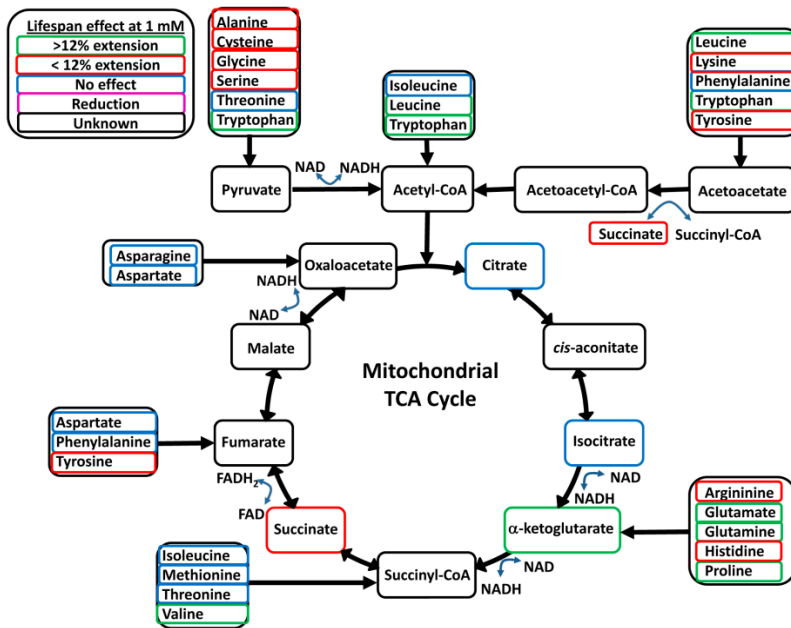 Lifespan effect at 1 mM
>12% extension
< 12% extension
No effect
Reduction
Unknown
Alanine
Cysteine
Glycine
Serine
Threonine
Tryptophan
Isoleucine
Leucine
Tryptophan
Leucine
Lysine
Phenylalanine
Tryptophan
Tyrosine
NAD NADH
Pyruvate
Acetyl-CoA
Acetoacetyl-CoA
Acetoacetate
Succinate Succinyl-CoA
Asparagine
Aspartate
Oxaloacetate
Citrate
NADH
NAD
Malate
cis-aconitate
Mitochondrial
TCA Cycle
Aspartate
Phenylalanine
Tyrosine
Fumarate
Isocitrate
NAD
NADH
FADH2
FAD
Succinate
α-ketoglutarate
Argininine
Glutamate
Glutamine
Histidine
Proline
Isoleucine
Methionine
Threonine
Valine
Succinyl-CoA
NAD
NADH